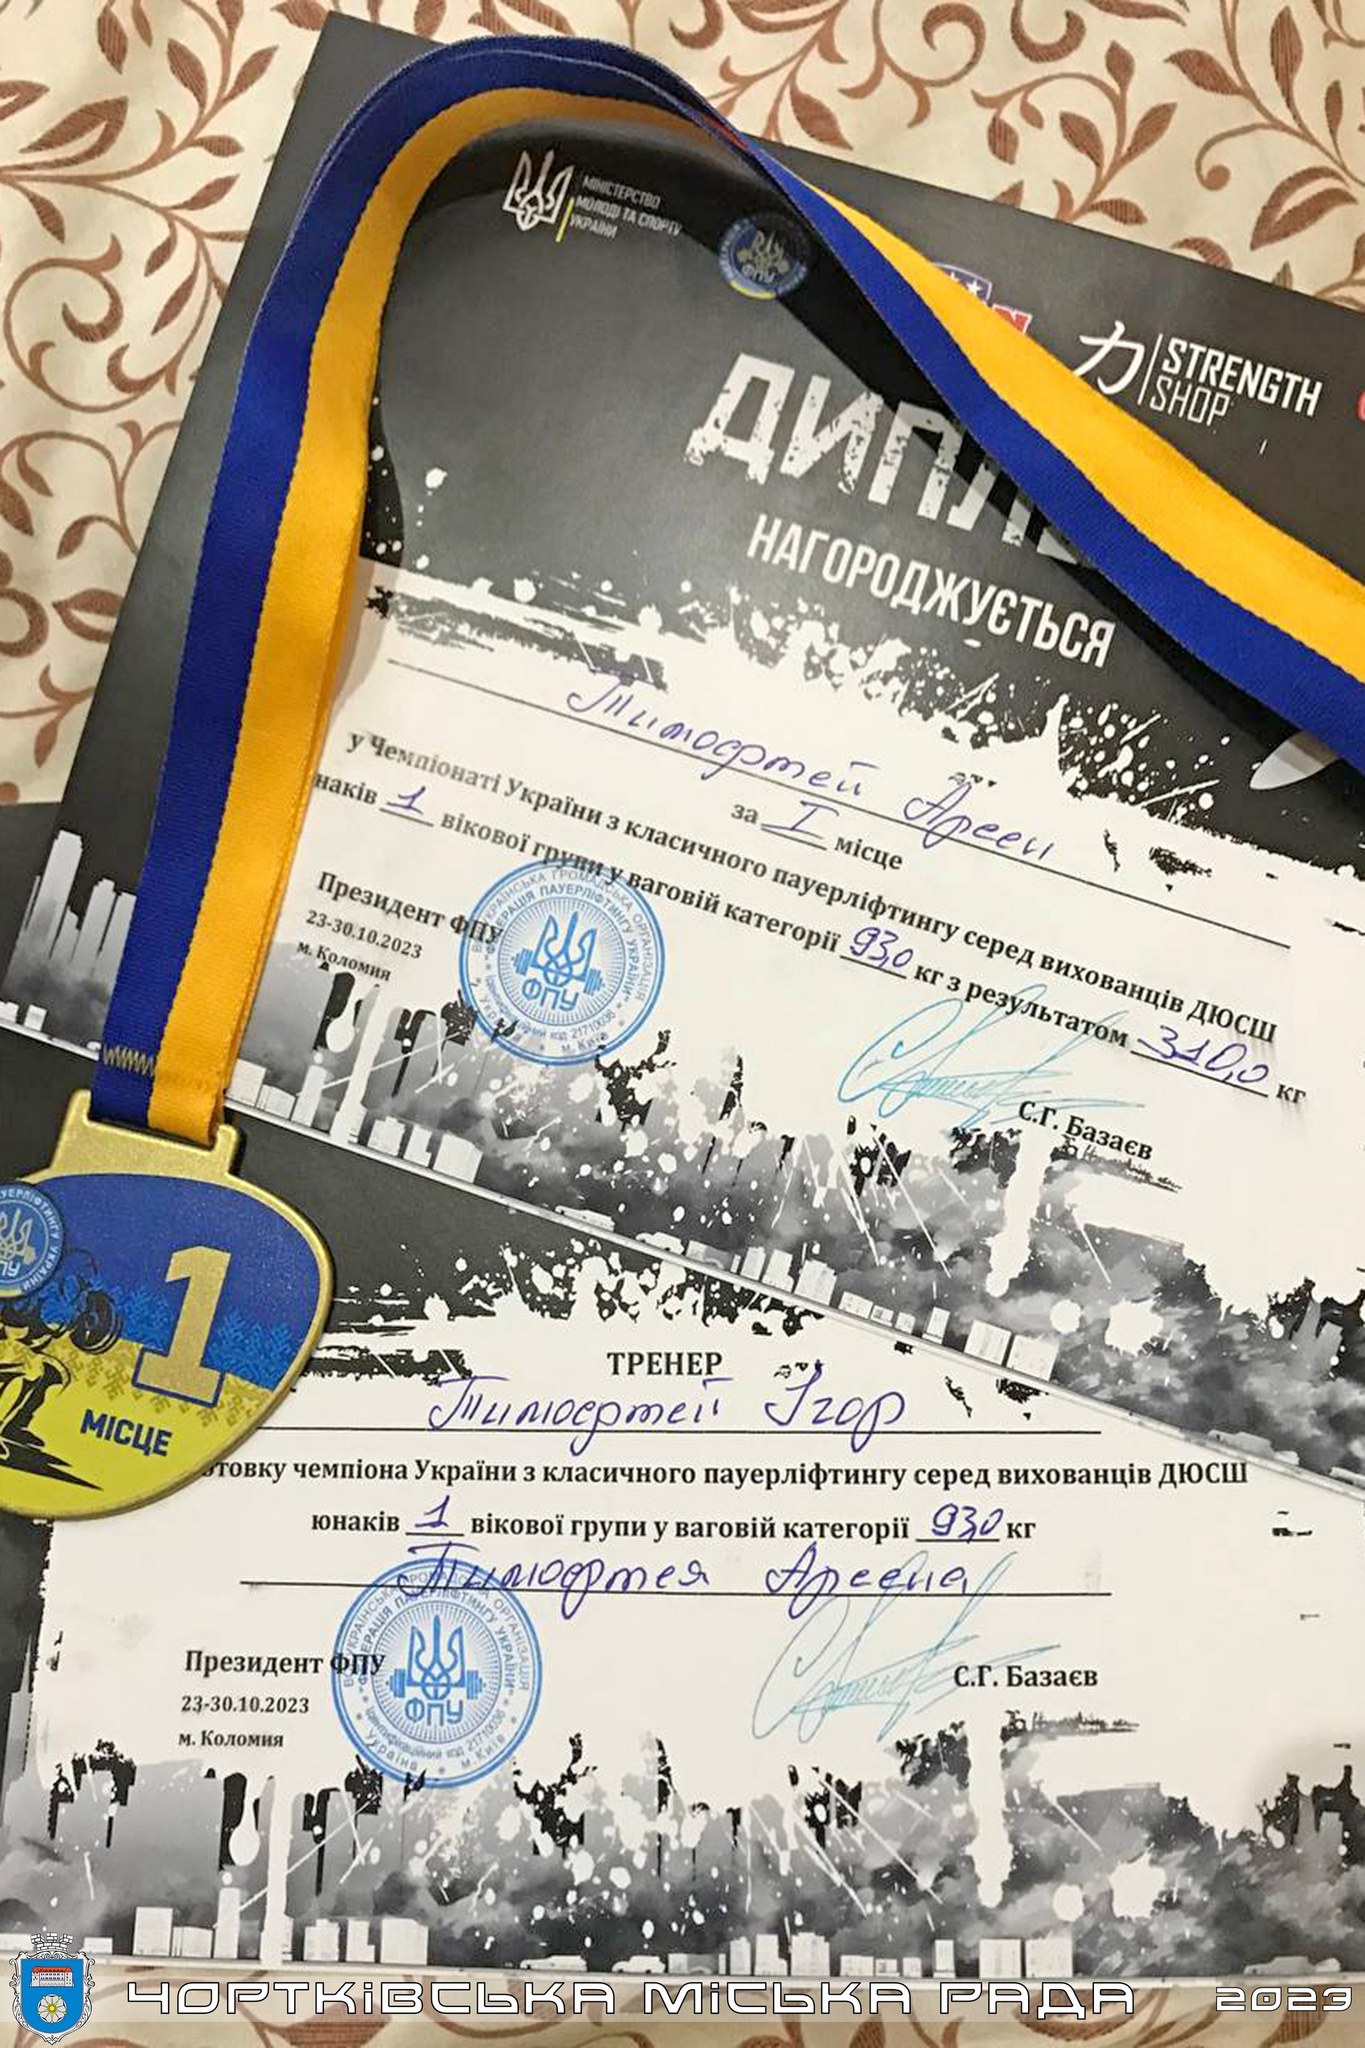 МІНІСТЕРСТВО
МОЛОДІ ТА СПОРТУ
УКРАЇНИ
ФПУ
STRENGTH
SHOP
ДИПЛ
НАГОРОДЖУЄТЬСЯ
Тимофтей Арсен
за I місце
у Чемпіонаті України з класичного пауерліфтингу серед вихованців ДЮСШ
наків 1 вікової групи у ваговій категорії 93,0 кг з результатом 310,0 кг
Президент ФПУ
С.Г. Базаєв
23-30.10.2023
м. Коломия
ФПУ
1
МІСЦЕ
ТРЕНЕР
Тимофтей Ігор
отовку чемпіона України з класичного пауерліфтингу серед вихованців ДЮСШ
юнаків 1 вікової групи у ваговій категорії 93,0 кг
Тимофтея Арсена
Президент ФПУ
С.Г. Базаєв
23-30.10.2023
м. Коломия
ФПУ
ЧОРТКІВСЬКА МІСЬКА РАДА 2023